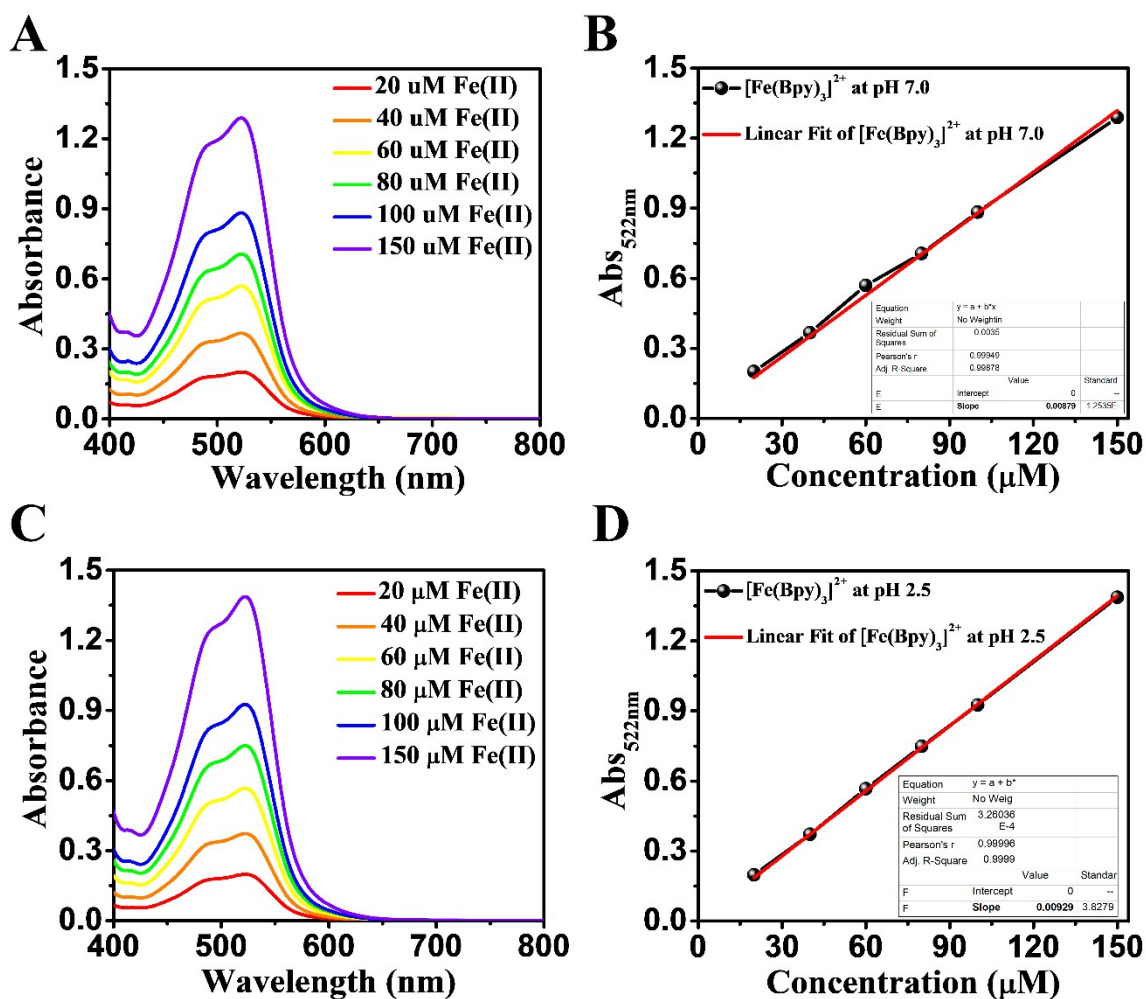 A
1.5
1.2
0.9
0.6
0.3
0.0
Absorbance
20 uM Fe(II)
40 uM Fe(II)
60 uM Fe(II)
80 uM Fe(II)
100 uM Fe(II)
150 uM Fe(II)
400 500 600 700 800
Wavelength (nm)
B
1.5
1.2
0.9
0.6
0.3
0.0
Abs522nm
[Fe(Bpy)3]2+ at pH 7.0
Linear Fit of [Fe(Bpy)3]2+ at pH 7.0
Equation y = a + b*x
Weight No Weightin
Residual Sum of 0.0035
Squares
Pearson's r 0.99949
Adj. R-Square 0.99878
Value Standard
E Intercept 0 --
E Slope 0.00879 1.2535E-
0 30 60 90 120 150
Concentration (μM)
C
1.5
1.2
0.9
0.6
0.3
0.0
Absorbance
20 μM Fe(II)
40 μM Fe(II)
60 μM Fe(II)
80 μM Fe(II)
100 μM Fe(II)
150 μM Fe(II)
400 500 600 700 800
Wavelength (nm)
D
1.5
1.2
0.9
0.6
0.3
0.0
Abs522nm
[Fe(Bpy)3]2+ at pH 2.5
Linear Fit of [Fe(Bpy)3]2+ at pH 2.5
Equation y = a + b*
Weight No Weig
Residual Sum 3.26036
of Squares E-4
Pearson's r 0.99996
Adj. R-Square 0.9999
Value Standar
F Intercept 0 --
F Slope 0.00929 3.8279
0 30 60 90 120 150
Concentration (μM)